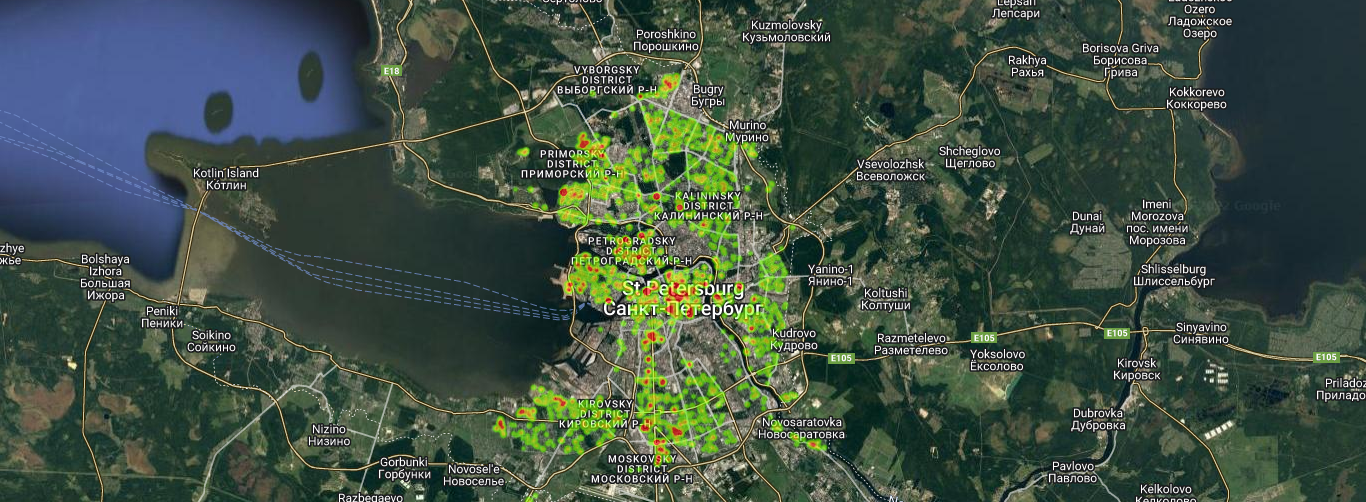 Lepsari
Лепсари
Ozero
Ладожское
Озеро
Kuzmolovsky
Кузьмоловский
Poroshkino
Порошкино
Borisova Griva
Борисова
Грива
Rakhya
Рахья
E18
VYBORGSKY
DISTRICT
ВЫБОРГСКИЙ Р-Н
Bugry
Бугры
Kokkorevo
Коккорево
Murino
Мурино
PRIMORSKY
DISTRICT
ПРИМОРСКИЙ Р-Н
Shcheglovo
Щеглово
Vsevolozhsk
Всеволожск
Kotlin Island
Ко́тлин
KALININSKY
DISTRICT
КАЛИНИНСКИЙ Р-Н
Dunai
Дунай
Imeni
Morozova
пос. имени
Морозова
Google
PETROGRADSKY
DISTRICT
ПЕТРОГРАДСКИЙ Р-Н
Bolshaya
Izhora
Большая
Ижора
Yanino-1
Янино-1
Shlisselburg
Шлиссельбург
St Petersburg
Санкт-Петербург
Koltushi
Колтуши
Peniki
Пеники
Soikino
Сойкино
Kudrovo
Кудрово
Razmetelevo
Разметелево
E105
E105
E105
E105
Sinyavino
Синявино
Yoksolovo
Ёксолово
Kirovsk
Кировск
KIROVSKY
DISTRICT
КИРОВСКИЙ Р-Н
Nizino
Низино
Novosaratovka
Новосаратовка
Dubrovka
Дубровка
Gorbunki
Горбунки
Novosel'e
Новоселье
MOSKOVSKY
DISTRICT
МОСКОВСКИЙ Р-Н
Pavlovo
Павлово
Kelkolovo